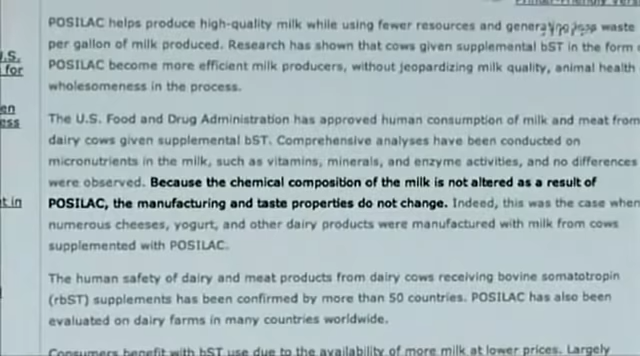 POSILAC helps produce high-quality milk while using fewer resources and waste
U.S.
per gallon of milk produced. Research has shown that cows given supplemental bST in the form
for
POSILAC become more efficient milk producers, without jeopardizing milk quality, animal health
wholesomeness in the process.
en
The U.S. Food and Drug Administration has approved human consumption of milk and meat from
ess
dairy cows given supplemental bST. Comprehensive analyses have been conducted on
micronutrients in the milk, such as vitamins, minerals, and enzyme activities, and no differences
were observed. Because the chemical composition of the milk is not altered as a result of
t in
POSILAC, the manufacturing and taste properties do not change. Indeed, this was the case when
numerous cheeses, yogurt, and other dairy products were manufactured with milk from cows
supplemented with POSILAC.
The human safety of dairy and meat products from dairy cows receiving bovine somatotropin
(rbST) supplements has been confirmed by more than 50 countries. POSILAC has also been
evaluated on dairy farms in many countries worldwide.
Consumers benefit with bST use due to the availability of more milk at lower prices. Largely